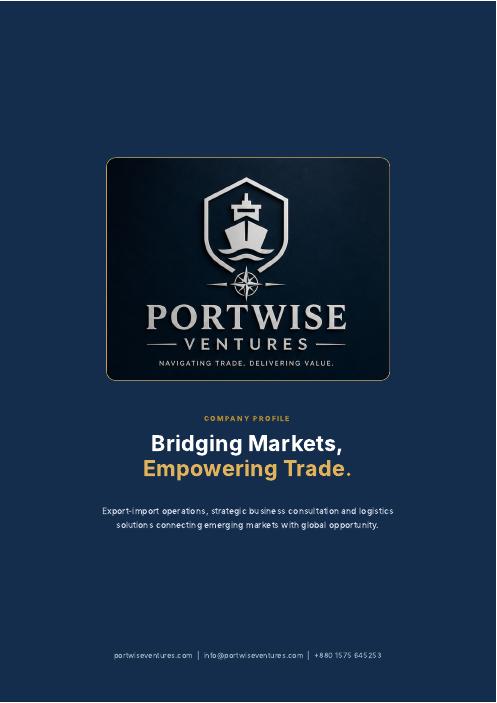 PORTWISE
VENTURES
NAVIGATING TRADE. DELIVERING VALUE.
COMPANY PROFILE
Bridging Markets,
Empowering Trade.
Export-import operations, strategic business consultation and logistics
solutions connecting emerging markets with global opportunity.
portwiseventures.com | info@portwiseventures.com | +880 1575 645253